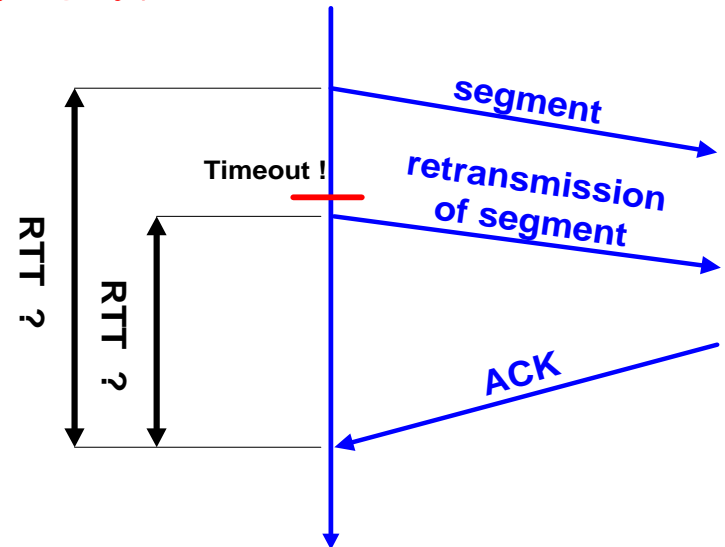 segment
Timeout !
retransmission
of segment
RTT ?
RTT ?
ACK